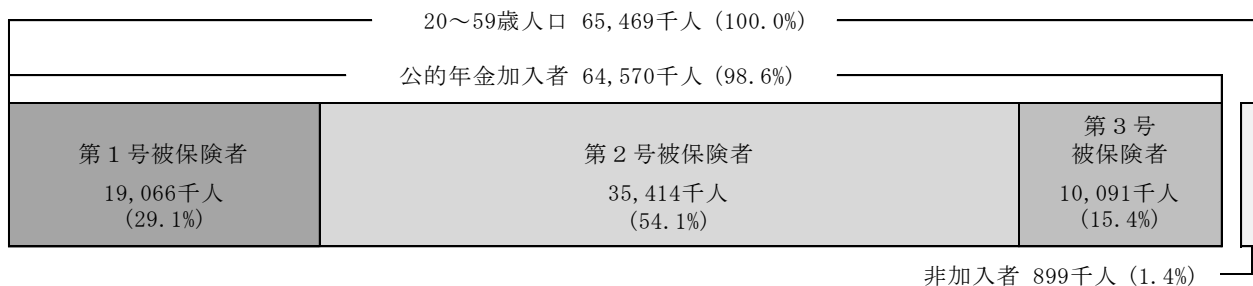 20～59歳人口 65,469千人 (100.0%)
公的年金加入者 64,570千人 (98.6%)
第１号被保険者
19,066千人
(29.1%)
第２号被保険者
35,414千人
(54.1%)
第３号
被保険者
10,091千人
(15.4%)
非加入者 899千人 (1.4%)